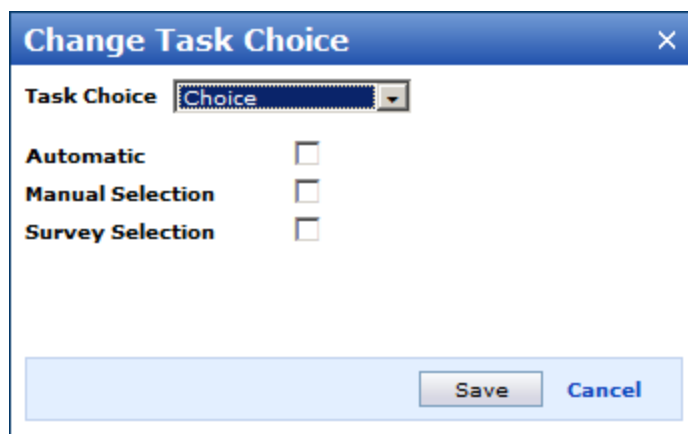 Change Task Choice
Task Choice Choice
Automatic
Manual Selection
Survey Selection
Save Cancel